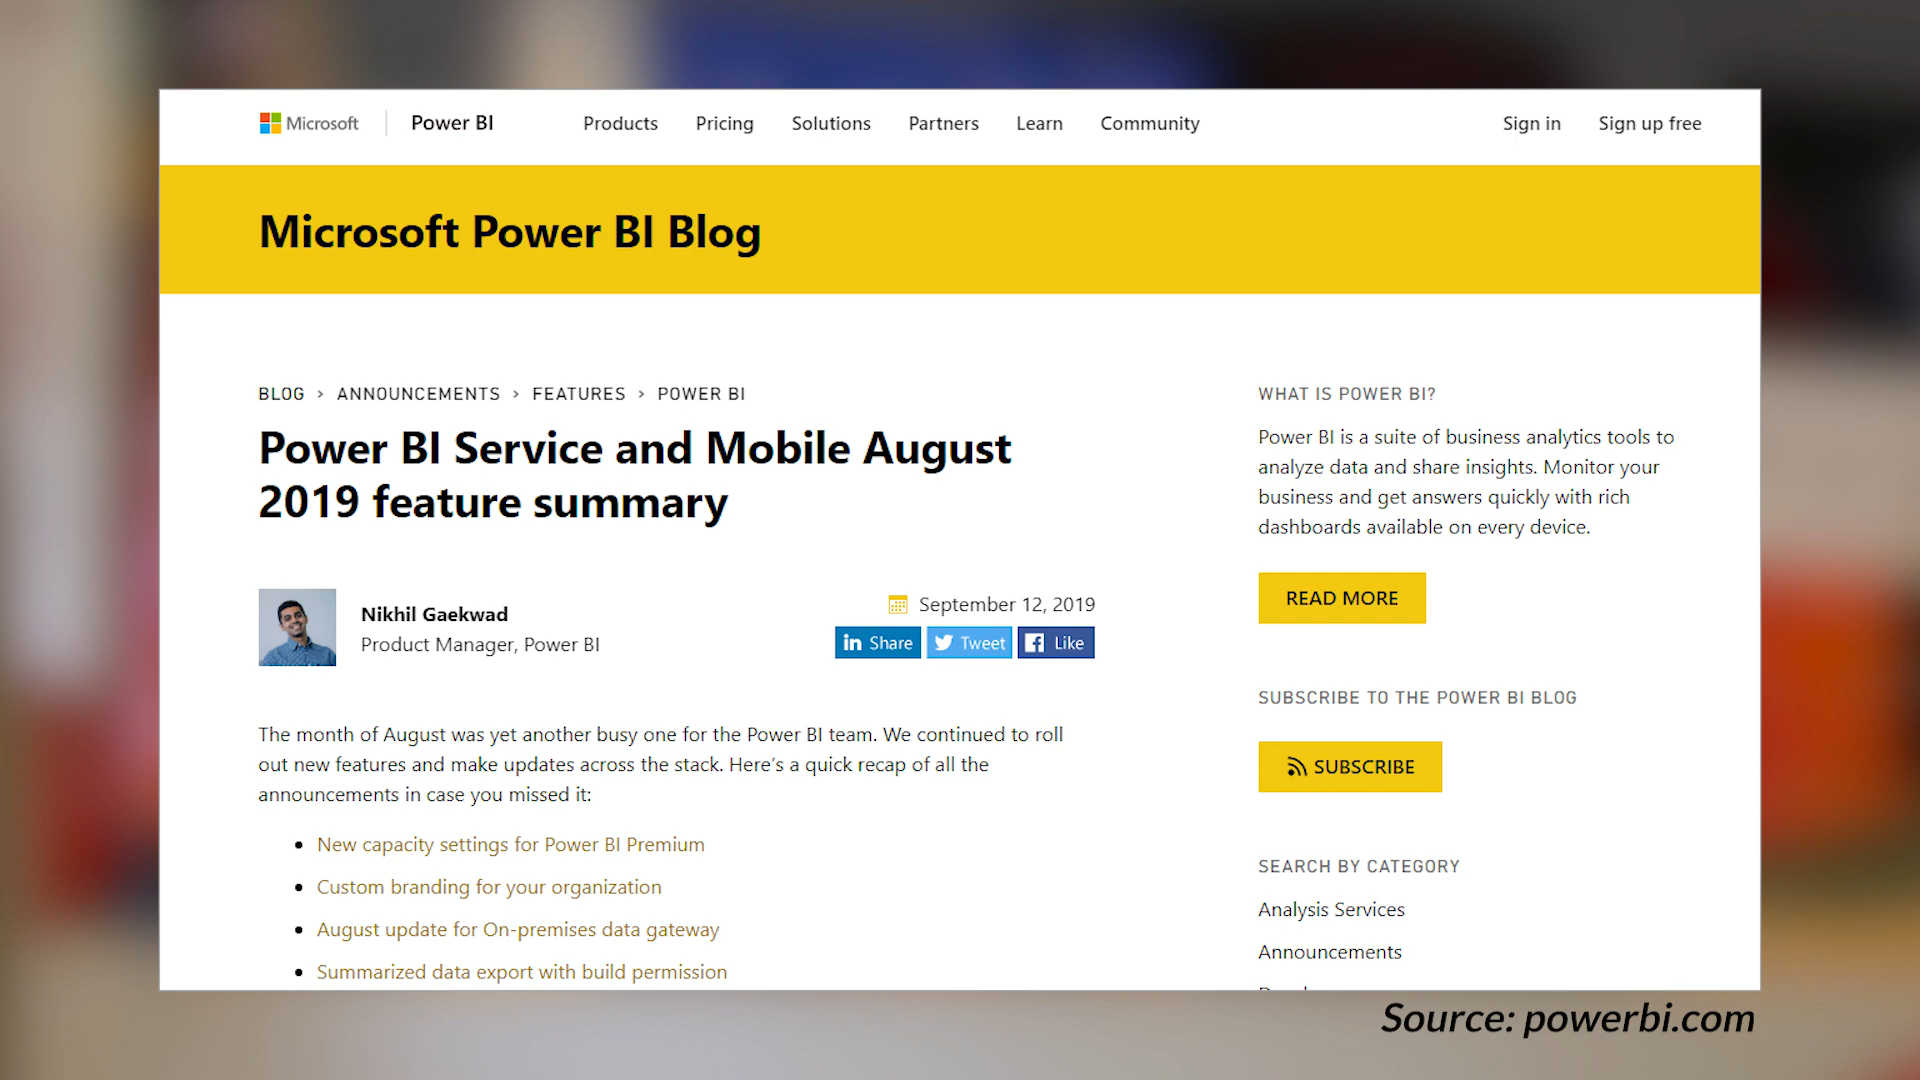 Microsoft Power BI Products Pricing Solutions Partners Learn Community Sign in Sign up free
Microsoft Power BI Blog
BLOG > ANNOUNCEMENTS > FEATURES > POWER BI
Power BI Service and Mobile August
2019 feature summary
Nikhil Gaekwad
Product Manager, Power BI
September 12, 2019
Share Tweet Like
The month of August was yet another busy one for the Power BI team. We continued to roll
out new features and make updates across the stack. Here's a quick recap of all the
announcements in case you missed it:
• New capacity settings for Power BI Premium
• Custom branding for your organization
• August update for On-premises data gateway
• Summarized data export with build permission
WHAT IS POWER BI?
Power BI is a suite of business analytics tools to
analyze data and share insights. Monitor your
business and get answers quickly with rich
dashboards available on every device.
READ MORE
SUBSCRIBE TO THE POWER BI BLOG
SUBSCRIBE
SEARCH BY CATEGORY
Analysis Services
Announcements
Source: powerbi.com